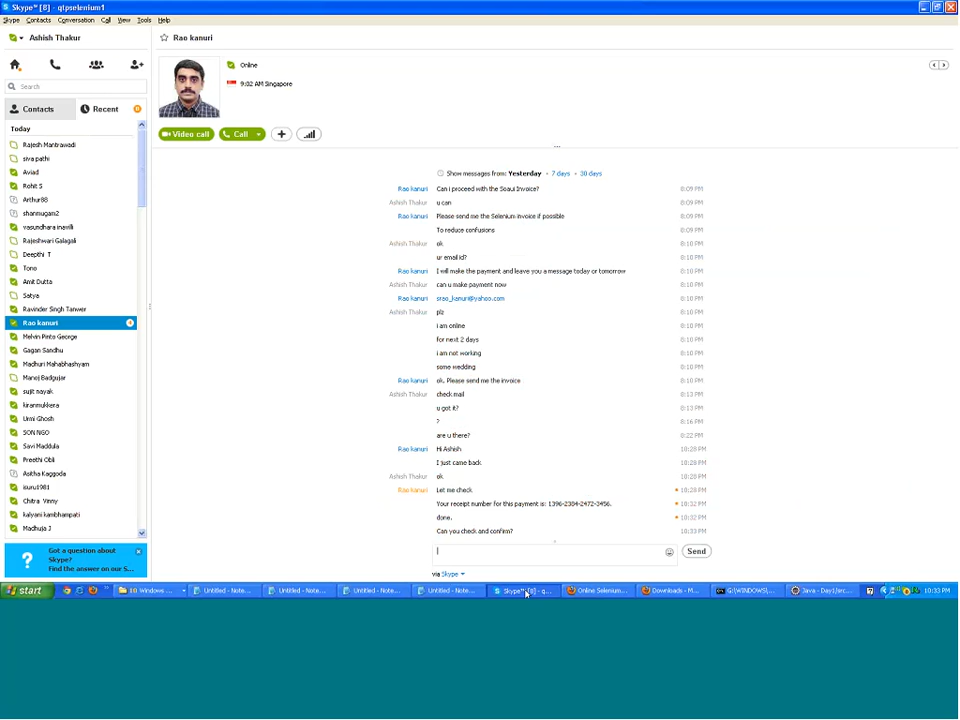 Skype™ [8] - qtpselenium1
Skype Contacts Conversation Call View Tools Help
Ashish Thakur
Search
Contacts
Recent
Today
Rajesh Mantrawadi
siva pathi
Aviad
Rohit S
Arthur88
shanmugam2
vasundhara inavilli
Rajeshwari Galagali
Deepthi T
Tono
Amit Dutta
Satya
Ravinder Singh Tanwer
Rao kanuri
Melvin Pinto George
Gagan Sandhu
Madhuri Mahabhashyam
Manoj Badgujar
sujit nayak
kiranmukkera
Urmi Ghosh
SON NGO
Savi Maddula
Preethi Obli
Asitha Kaggoda
isuru1981
Chitra Vinny
kalyani kambhampati
Madhuja J
Got a question about
Skype?
Find the answer on our S...
Rao kanuri
Online
9:02 AM Singapore
Video call
Call
Show messages from: Yesterday • 7 days • 30 days
Rao kanuri Can i proceed with the Soaui Invoice? 8:09 PM
Ashish Thakur u can 8:09 PM
Rao kanuri Please send me the Selenium invoice if possible 8:09 PM
To reduce confusions 8:09 PM
Ashish Thakur ok 8:10 PM
ur email id? 8:10 PM
Rao kanuri I will make the payment and leave you a message today or tomorrow 8:10 PM
Ashish Thakur can u make payment now 8:10 PM
Rao kanuri srao_kanuri@yahoo.com 8:10 PM
Ashish Thakur plz 8:10 PM
i am online 8:10 PM
for next 2 days 8:10 PM
i am not working 8:10 PM
some wedding 8:10 PM
Rao kanuri ok. Please send me the invoice 8:10 PM
Ashish Thakur check mail 8:13 PM
u got it? 8:13 PM
? 8:16 PM
are u there? 8:22 PM
Rao kanuri Hi Ashish 10:28 PM
I just came back 10:28 PM
Ashish Thakur ok 10:28 PM
Rao kanuri Let me check. 10:28 PM
Your receipt number for this payment is: 1396-2384-2472-3456. 10:32 PM
done. 10:32 PM
Can you check and confirm? 10:33 PM
Send
via Skype
start
10 Windows ...
Untitled - Note...
Untitled - Note...
Untitled - Note...
Untitled - Note...
Skype™ [8] - q...
Online Selenium...
Downloads - M...
G:\WINDOWS\...
Java - Day1/src...
10:33 PM